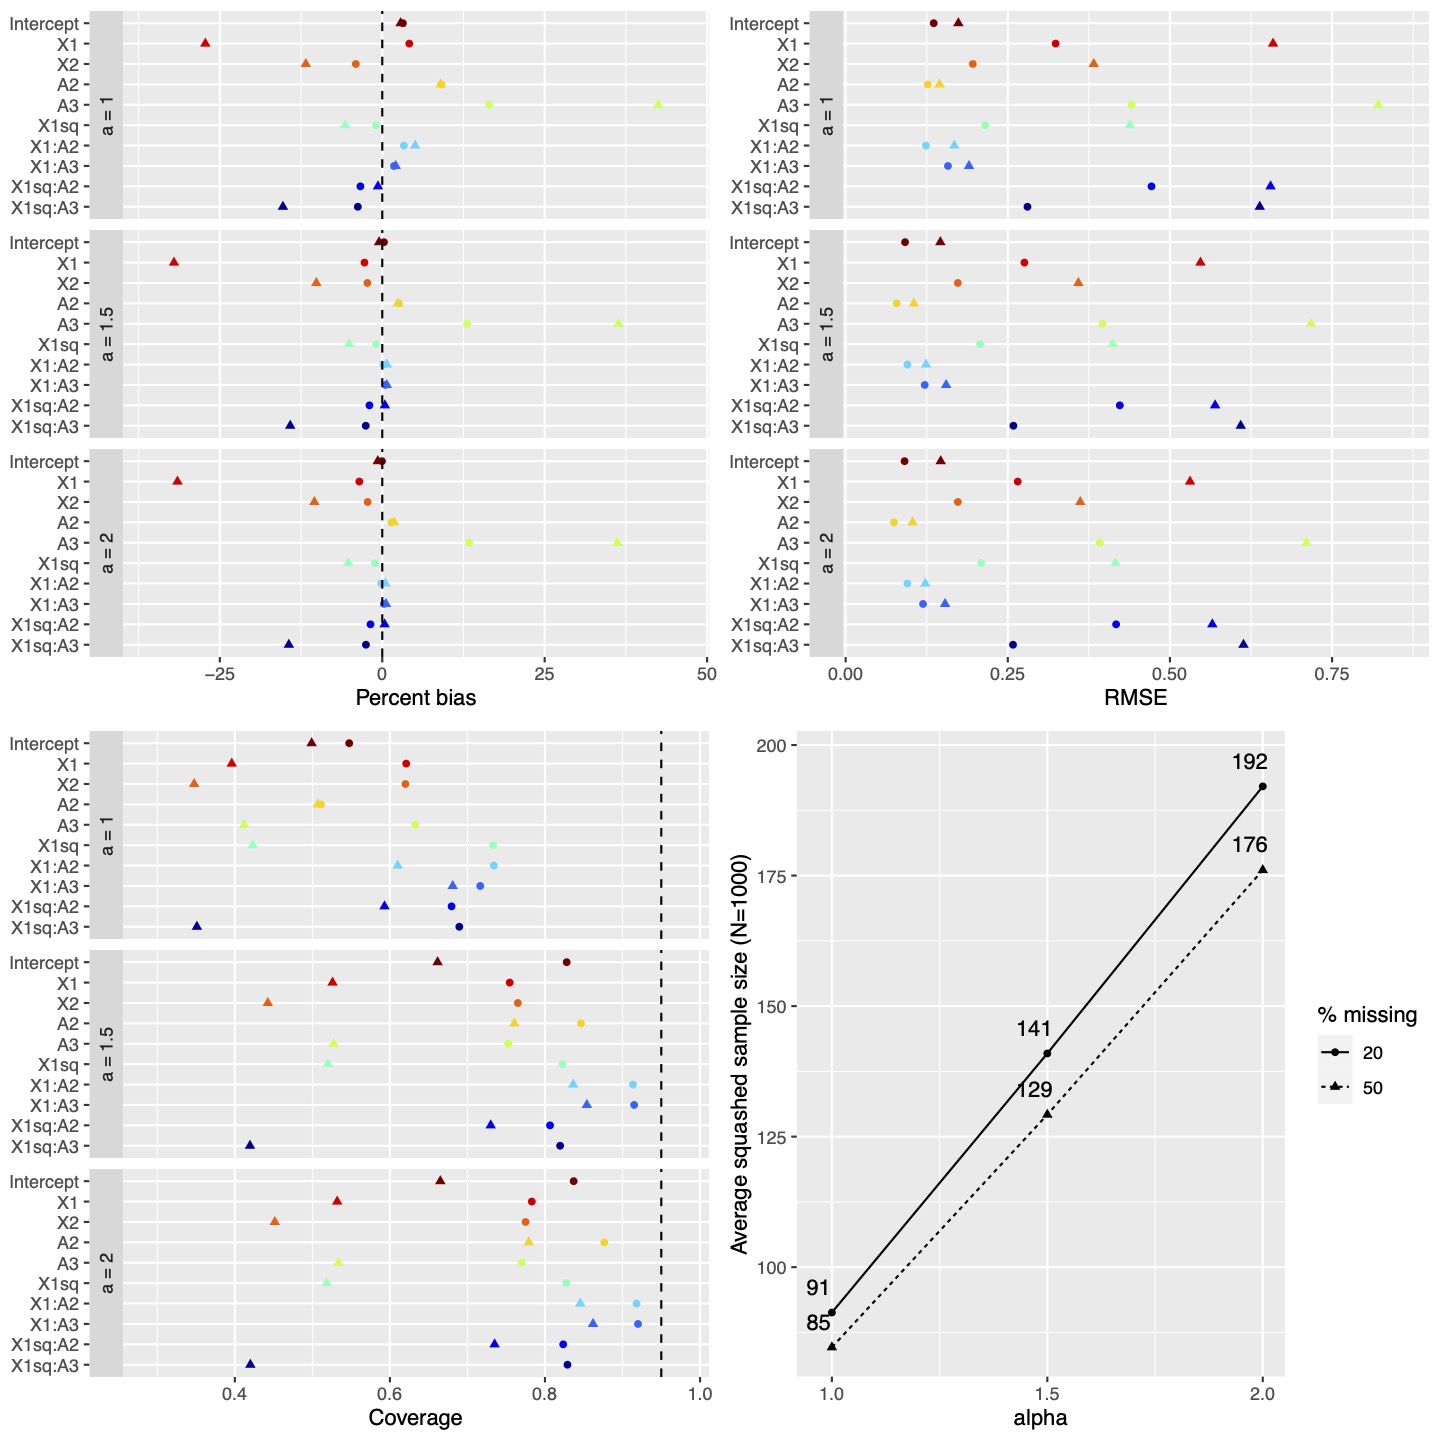 Intercept
X1
X2
A2
A3
X1sq
X1:A2
X1:A3
X1sq:A2
X1sq:A3
a = 1
Intercept
X1
X2
A2
A3
X1sq
X1:A2
X1:A3
X1sq:A2
X1sq:A3
a = 1.5
Intercept
X1
X2
A2
A3
X1sq
X1:A2
X1:A3
X1sq:A2
X1sq:A3
a = 2
−25 0 25 50
Percent bias
Intercept
X1
X2
A2
A3
X1sq
X1:A2
X1:A3
X1sq:A2
X1sq:A3
a = 1
Intercept
X1
X2
A2
A3
X1sq
X1:A2
X1:A3
X1sq:A2
X1sq:A3
a = 1.5
Intercept
X1
X2
A2
A3
X1sq
X1:A2
X1:A3
X1sq:A2
X1sq:A3
a = 2
0.00 0.25 0.50 0.75
RMSE
Intercept
X1
X2
A2
A3
X1sq
X1:A2
X1:A3
X1sq:A2
X1sq:A3
a = 1
Intercept
X1
X2
A2
A3
X1sq
X1:A2
X1:A3
X1sq:A2
X1sq:A3
a = 1.5
Intercept
X1
X2
A2
A3
X1sq
X1:A2
X1:A3
X1sq:A2
X1sq:A3
a = 2
0.4 0.6 0.8 1.0
Coverage
Average squashed sample size (N=1000)
200
175
150
125
100
192
176
141
129
91
85
1.0 1.5 2.0
alpha
% missing
20
50